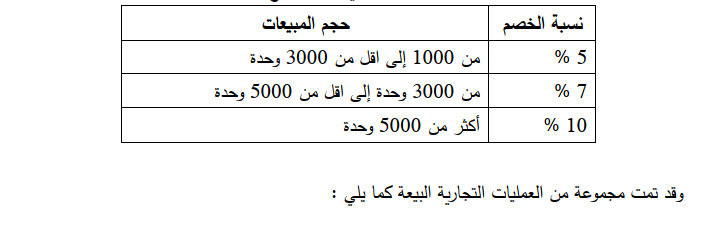 نسبة الخصم حجم المبيعات
5 % من 1000 إلى اقل من 3000 وحدة
7 % من 3000 وحدة إلى اقل من 5000 وحدة
10 % أكثر من 5000 وحدة
وقد تمت مجموعة من العمليات التجارية البيعة كما يلي :